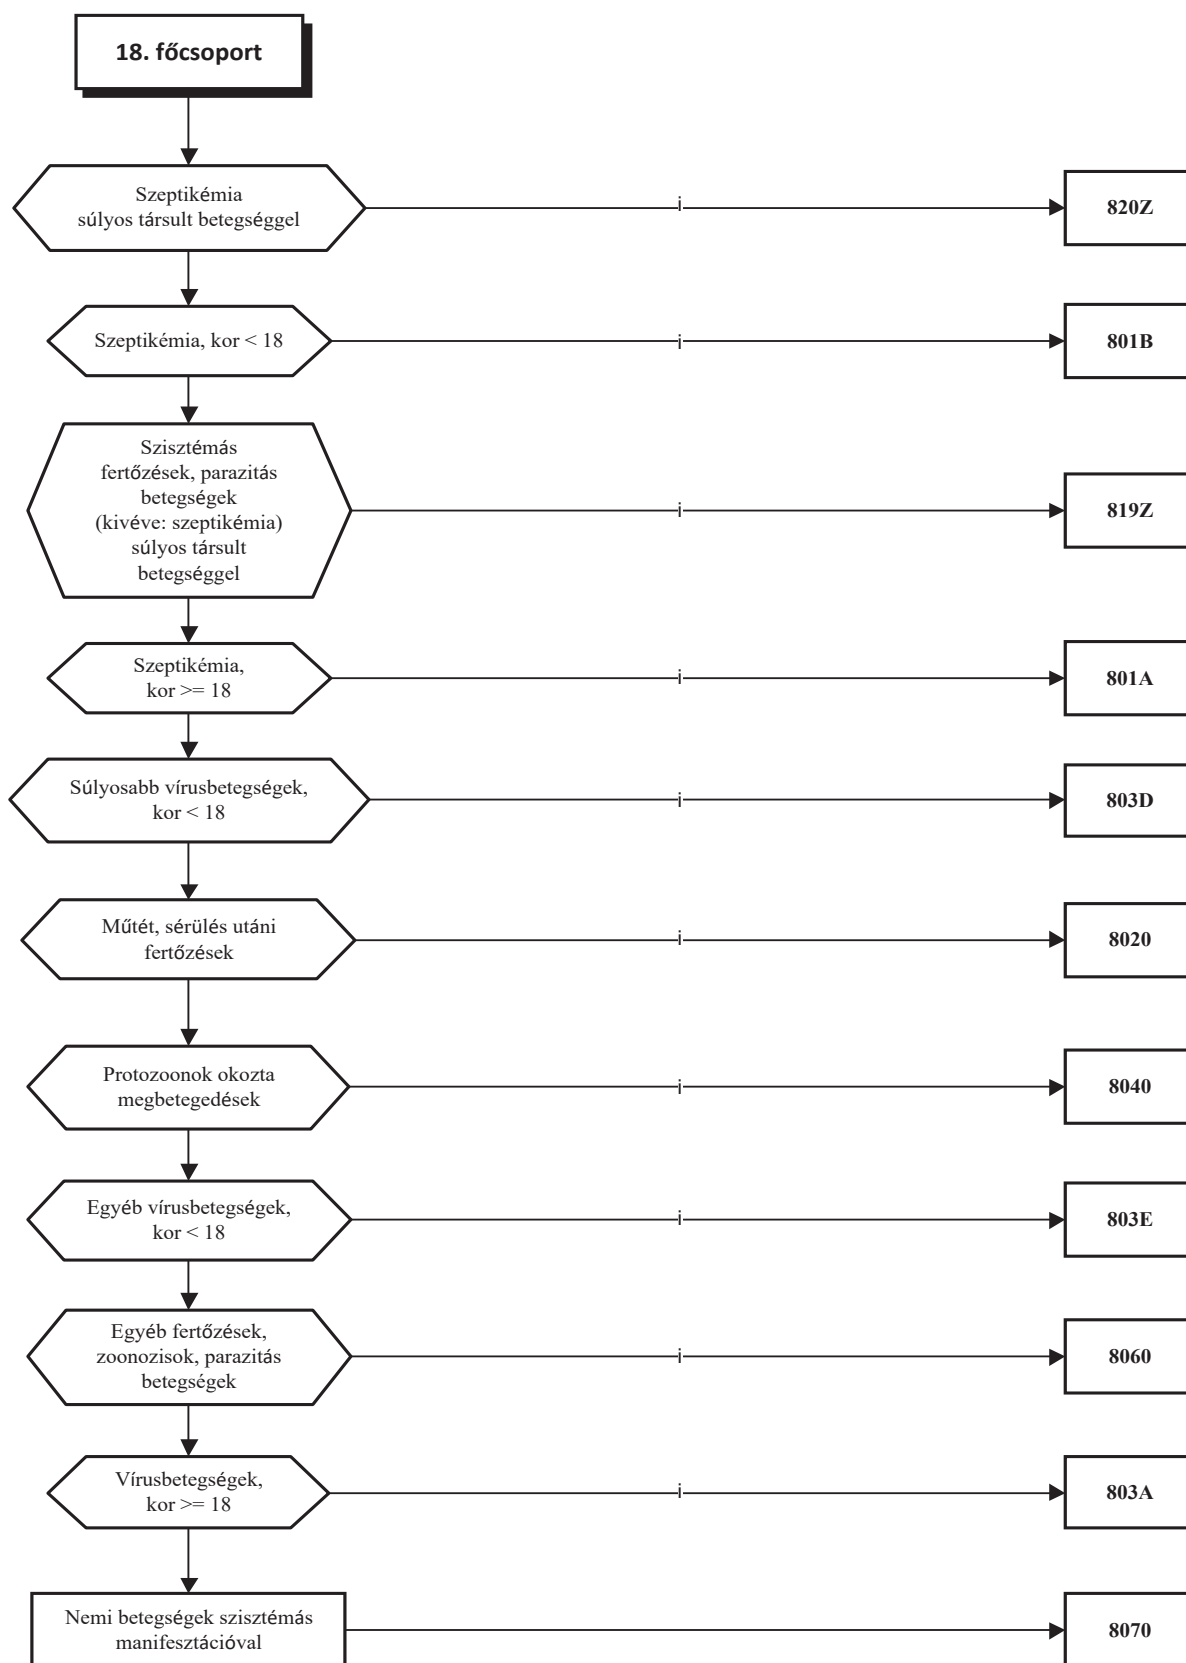 18. főcsoport
Szeptikémia
súlyos társult betegséggel
i
820Z
Szeptikémia, kor < 18
i
801B
Szisztémás
fertőzések, parazitás
betegségek
(kivéve: szeptikémia)
súlyos társult
betegséggel
i
819Z
Szeptikémia,
kor >= 18
i
801A
Súlyosabb vírusbetegségek,
kor < 18
i
803D
Műtét, sérülés utáni
fertőzések
i
8020
Protozoonok okozta
megbetegedések
i
8040
Egyéb vírusbetegségek,
kor < 18
i
803E
Egyéb fertőzések,
zoonozisok, parazitás
betegségek
i
8060
Vírusbetegségek,
kor >= 18
i
803A
Nemi betegségek szisztémás
manifesztációval
8070